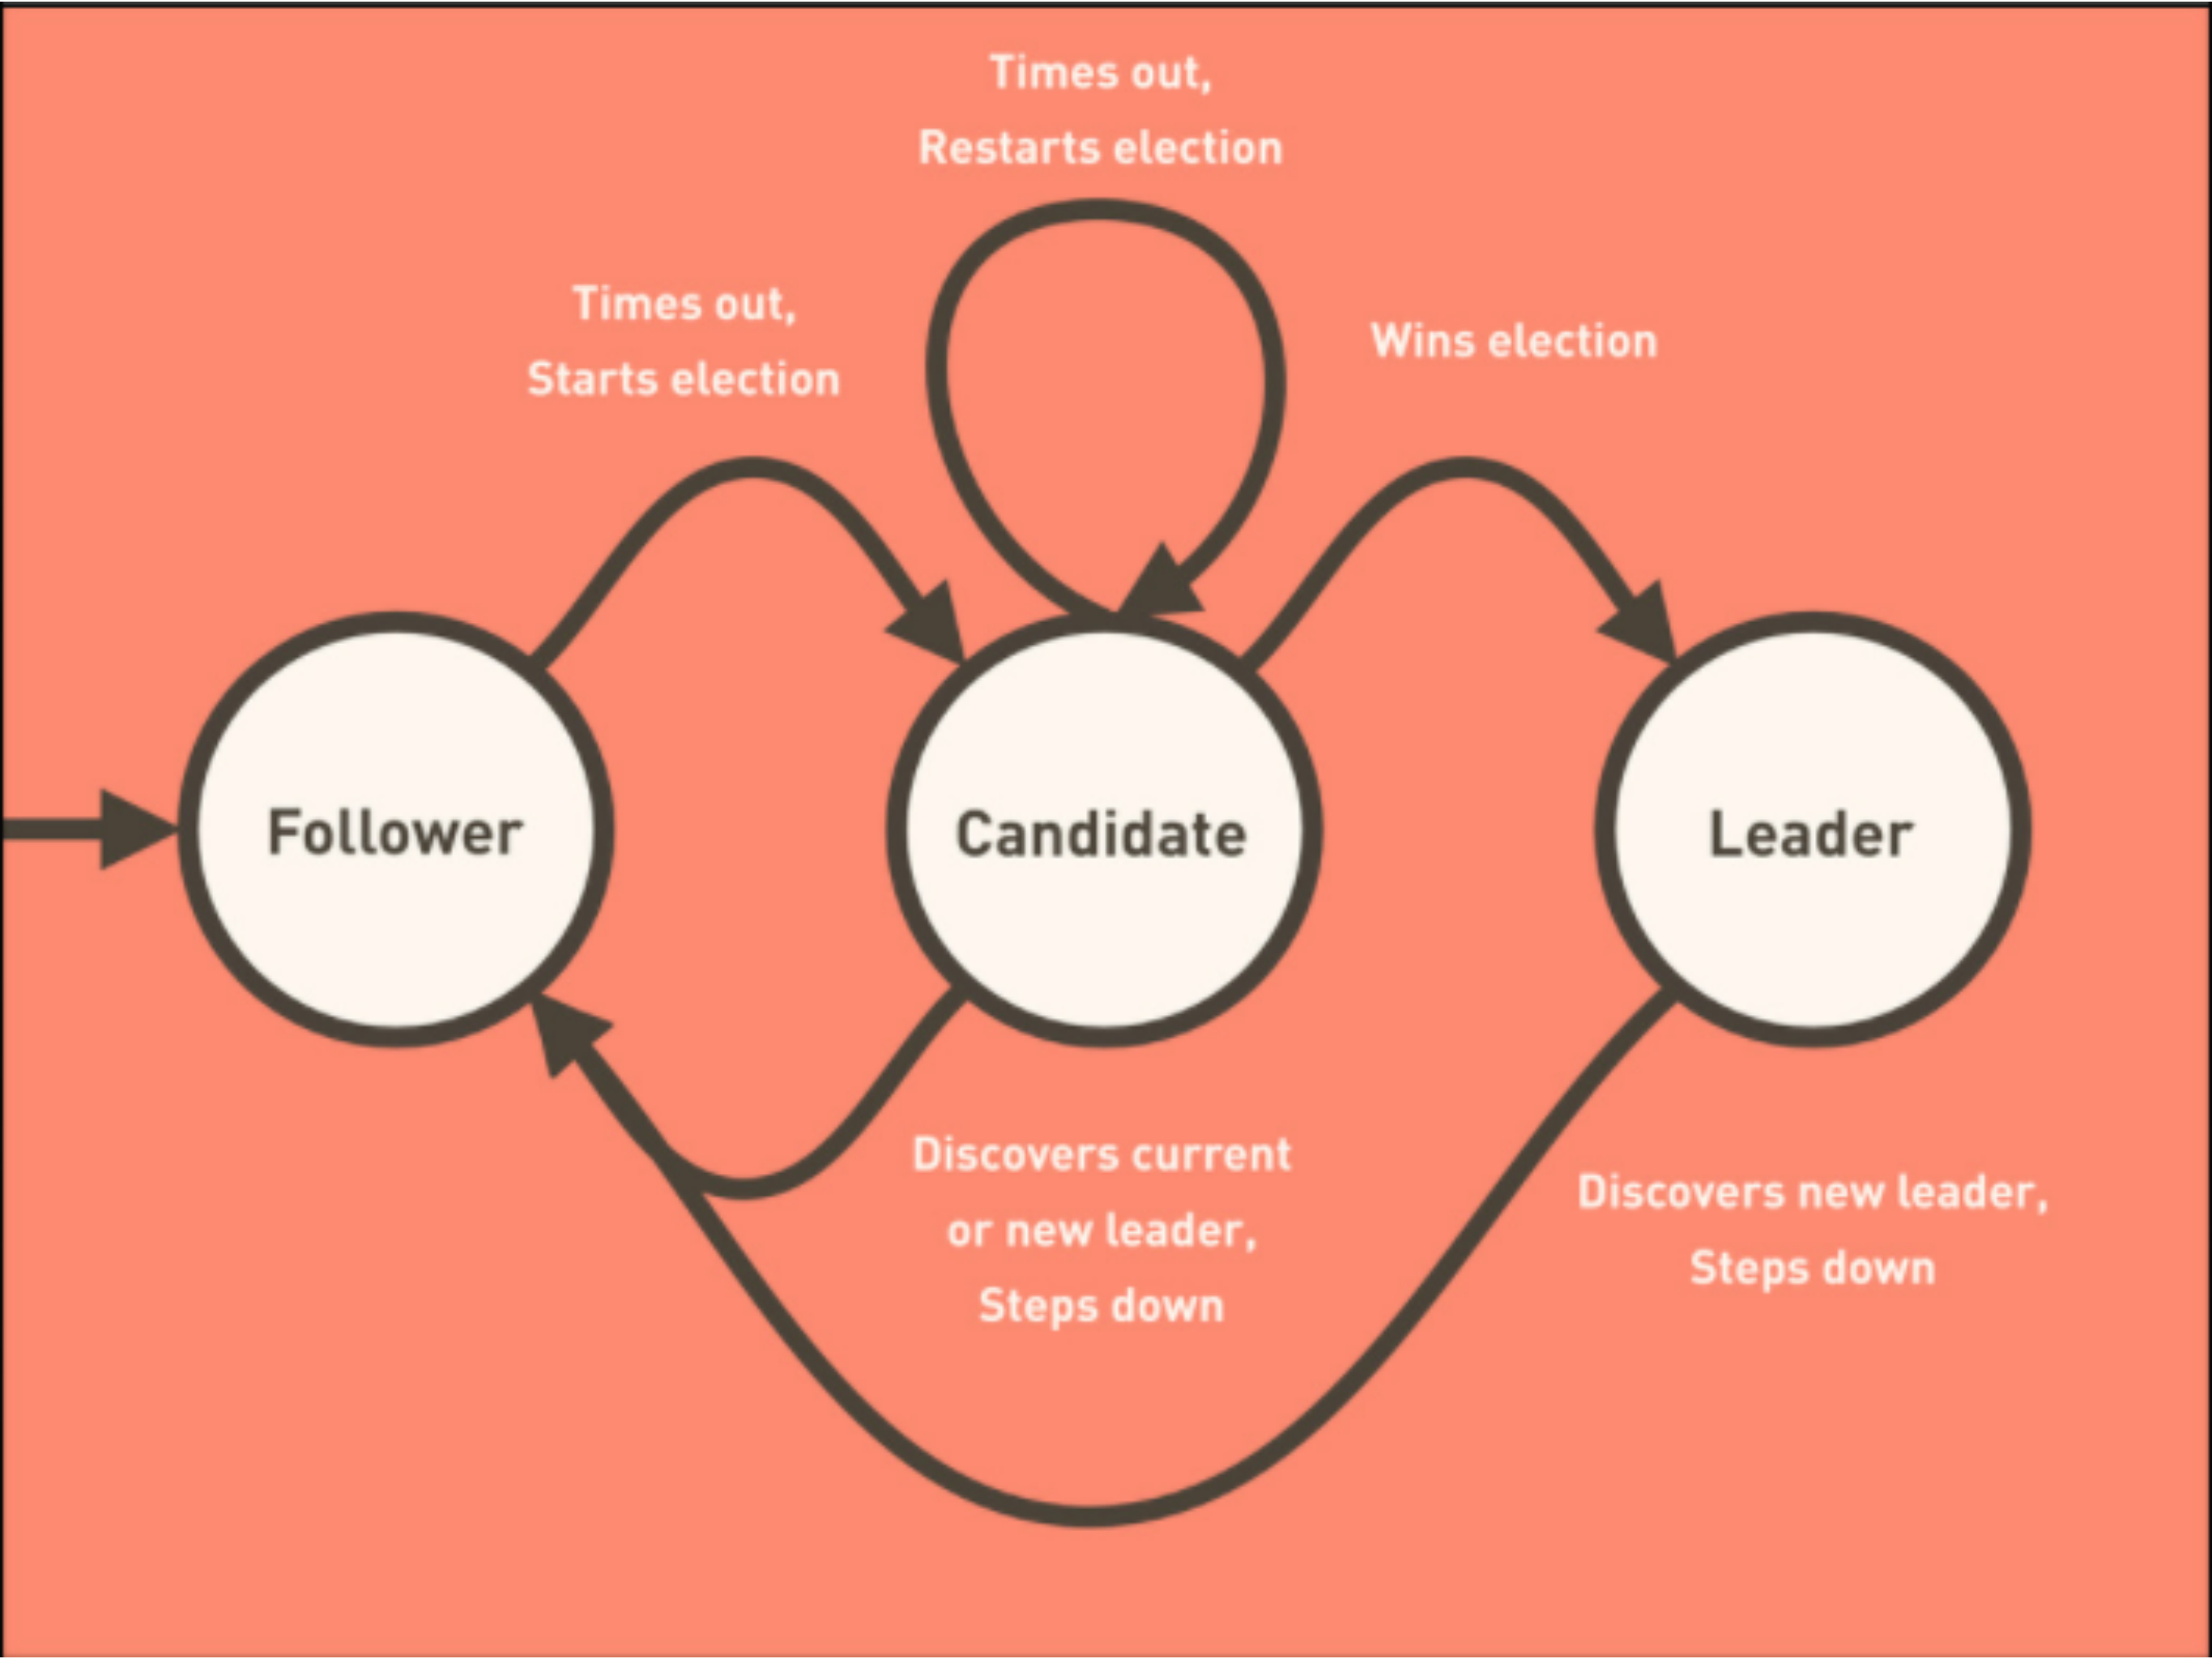 Times out,
Restarts election
Times out,
Starts election
Wins election
Follower
Candidate
Leader
Discovers current
or new leader,
Steps down
Discovers new leader,
Steps down